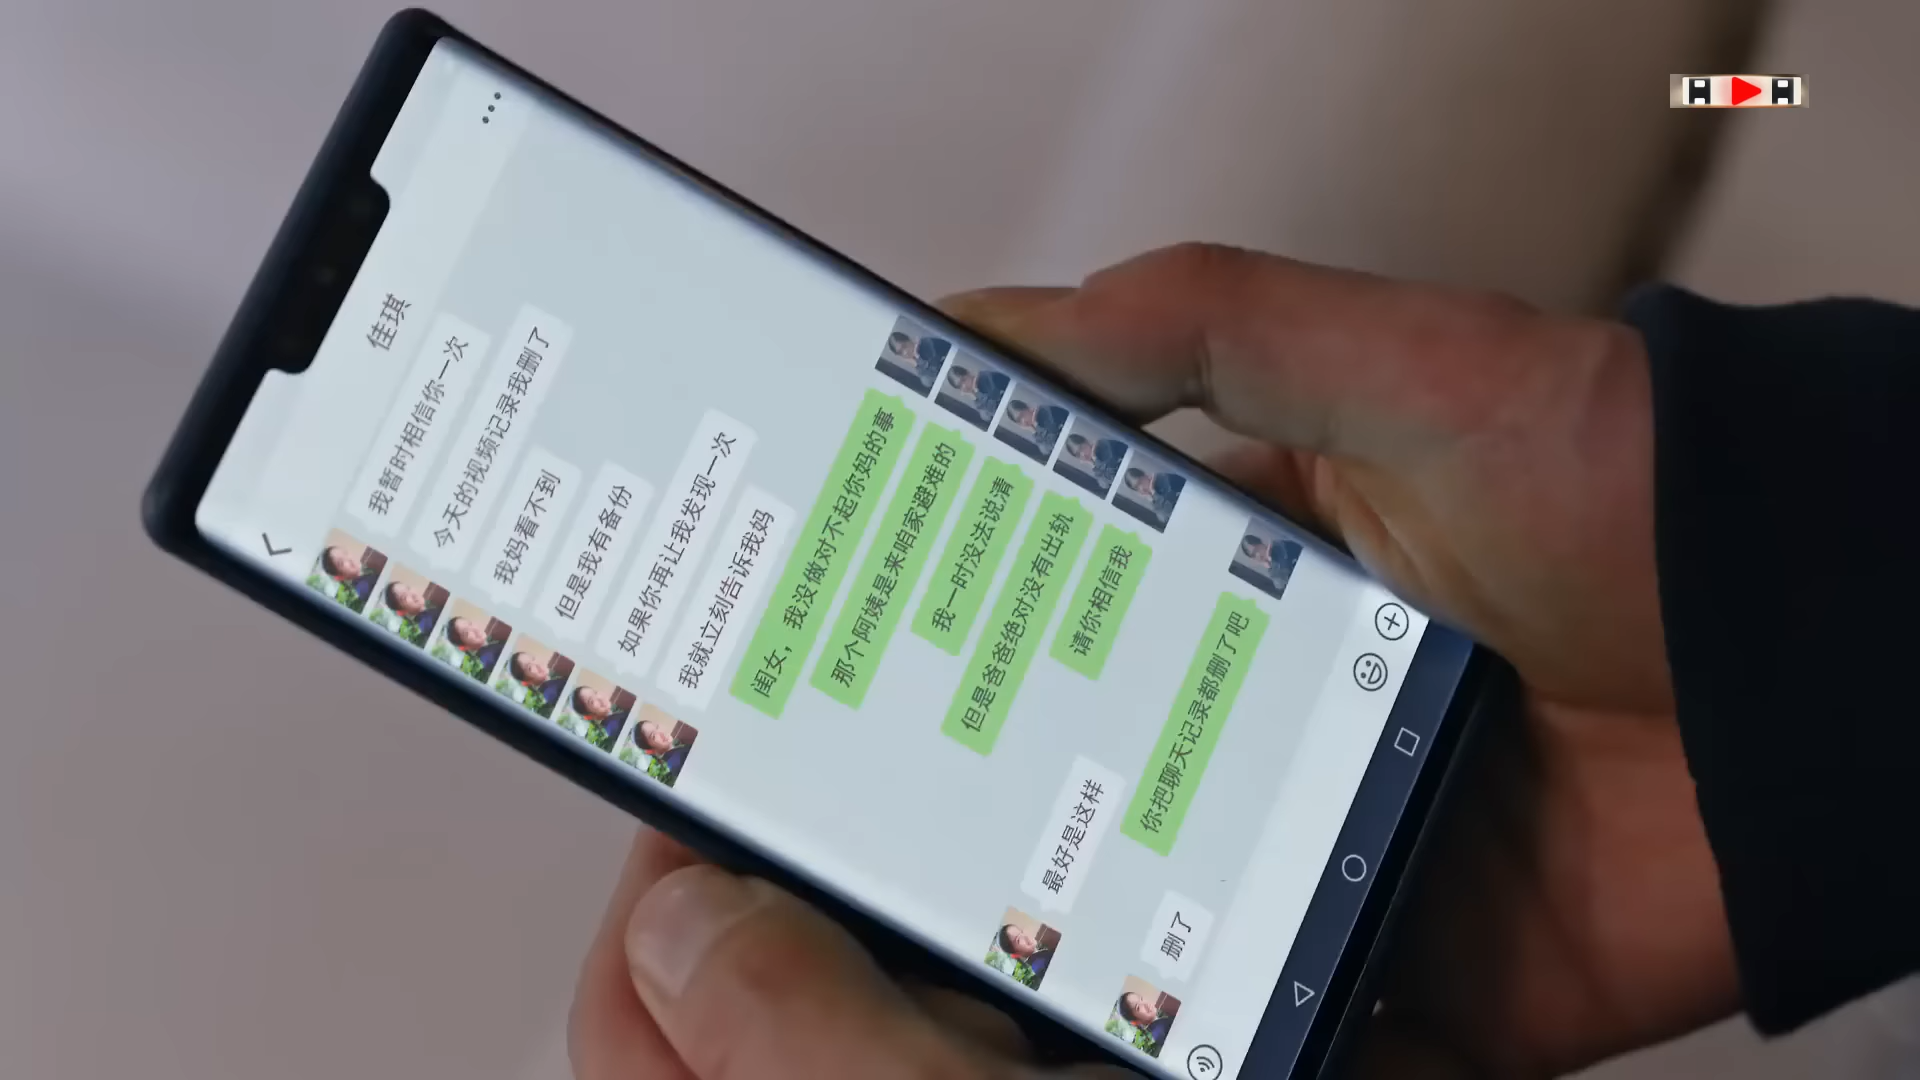 佳琪
我暂时相信你一次
今天的视频记录我删了
我妈看不到
但是我有备份
如果你再让我发现一次
我就立刻告诉我妈
闺女，我没做对不起你妈的事
那个阿姨是来咱家避难的
我一时没法说清
但是爸爸绝对没有出轨
请你相信我
最好是这样
你把聊天记录都删了吧
删了